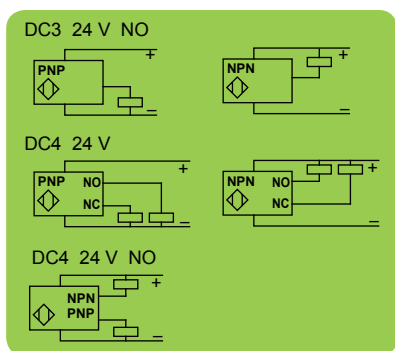 DC3 24 V NO
PNP + −
NPN + −
DC4 24 V
PNP NO NC + −
NPN NO NC + −
DC4 24 V NO
NPN PNP + −